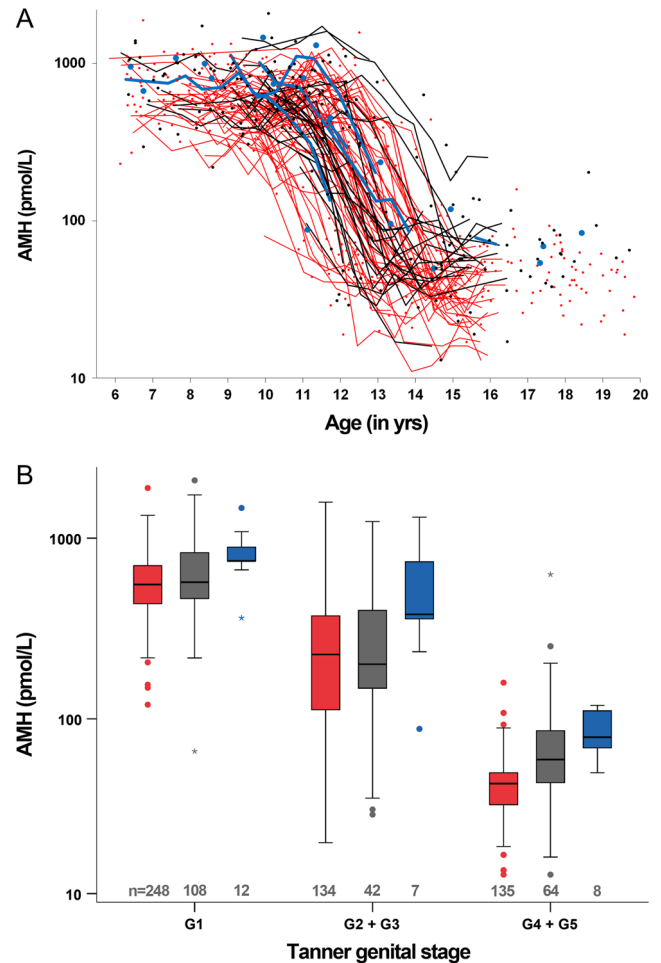 A
1000
100
10
AMH (pmol/L)
6 7 8 9 10 11 12 13 14 15 16 17 18 19 20
Age (in yrs)
B
1000
100
10
AMH (pmol/L)
*
*
*
n=248 108 12 134 42 7 135 64 8
G1 G2 + G3 G4 + G5
Tanner genital stage